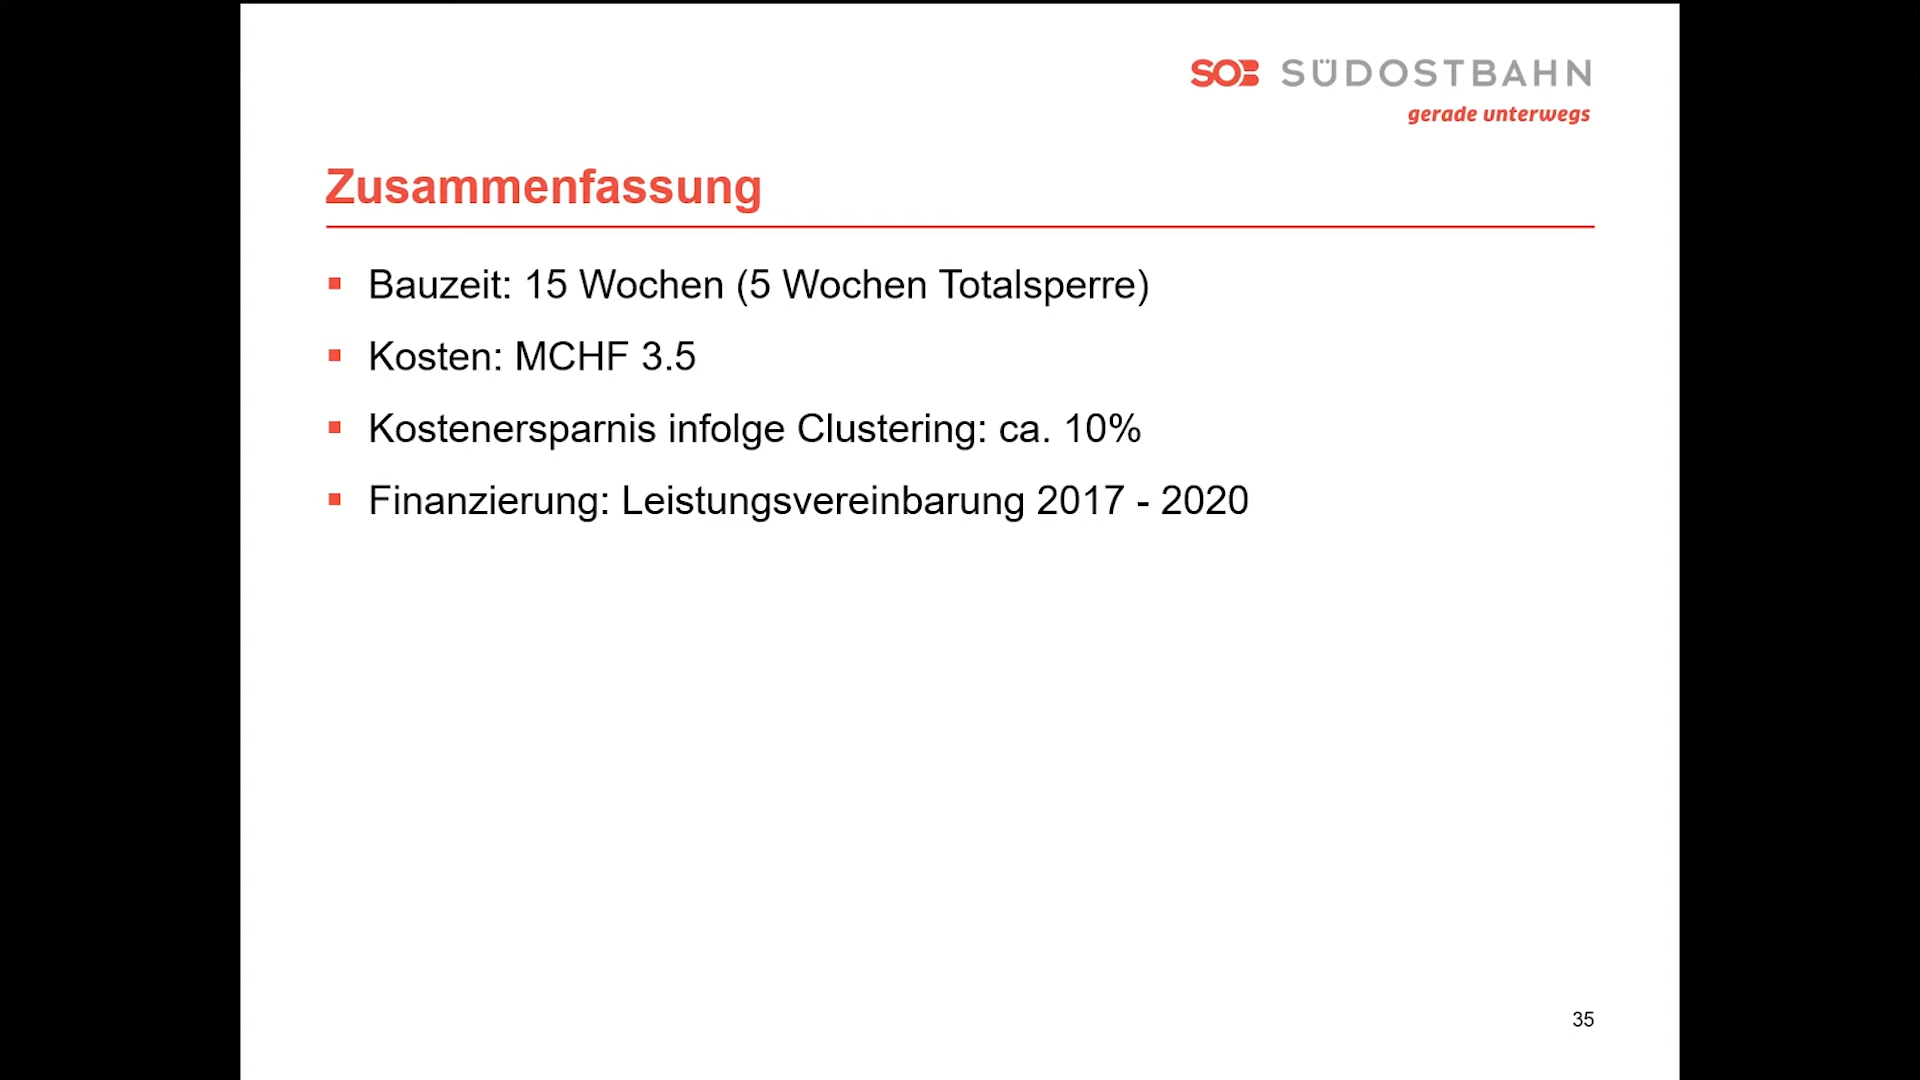 SOB SÜDOSTBAHN
gerade unterwegs
Zusammenfassung
Bauzeit: 15 Wochen (5 Wochen Totalsperre)
Kosten: MCHF 3.5
Kostenersparnis infolge Clustering: ca. 10%
Finanzierung: Leistungsvereinbarung 2017 - 2020
35